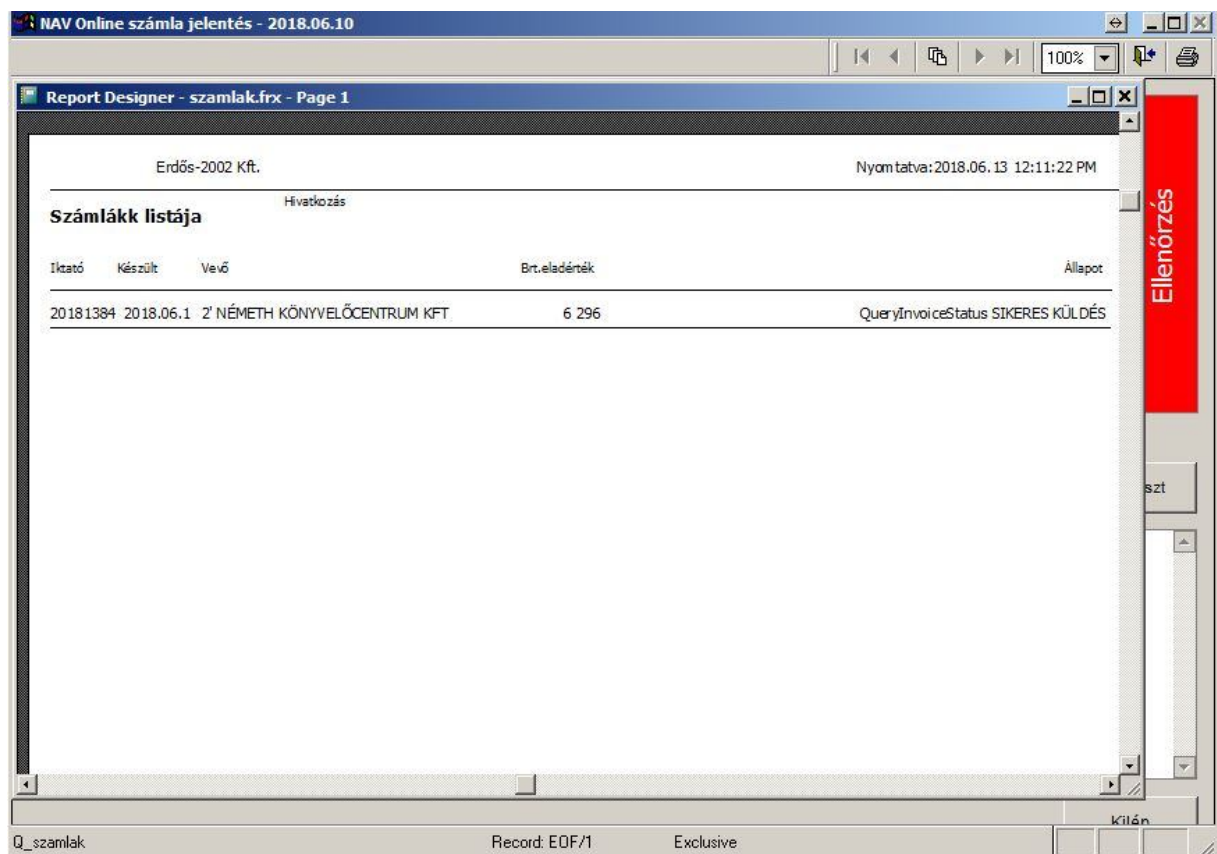 NAV Online számla jelentés - 2018.06.10
100%
Report Designer - szamlak.frx - Page 1
Erdős-2002 Kft. Nyomtatva:2018.06.13 12:11:22 PM
Hivatkozás
Számlákk listája
Iktató Készült Vevő Brt.eladérték Állapot
20181384 2018.06.1 2' NÉMETH KÖNYVELŐCENTRUM KFT 6 296 QueryInvoiceStatus SIKERES KÜLDÉS
Ellenőrzés
szt
Kilén
Q_szamlak Record: EOF/1 Exclusive